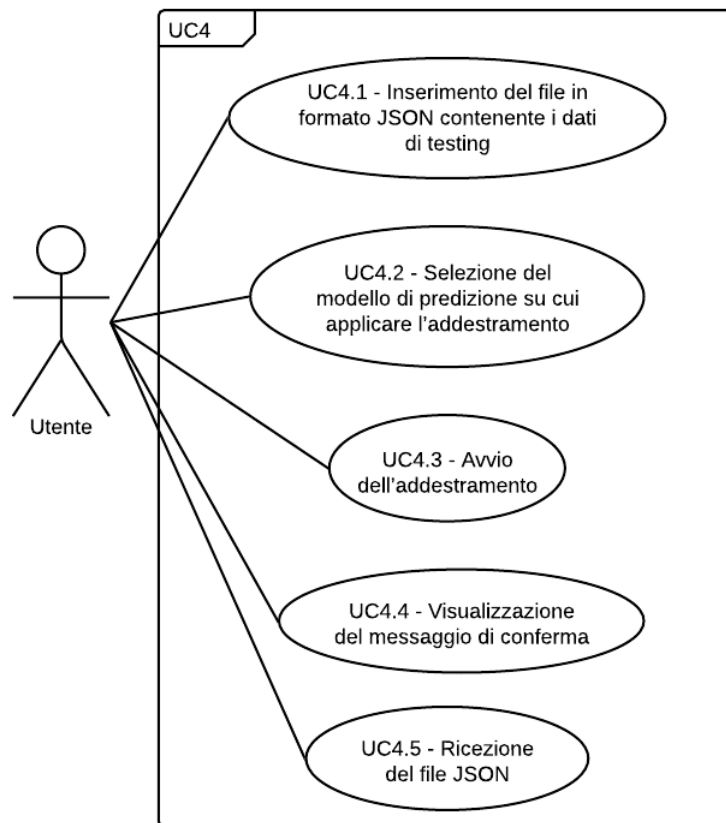 UC4
UC4.1 - Inserimento del file in
formato JSON contenente i dati
di testing
UC4.2 - Selezione del
modello di predizione su cui
applicare l'addestramento
Utente
UC4.3 - Avvio
dell'addestramento
UC4.4 - Visualizzazione
del messaggio di conferma
UC4.5 - Ricezione
del file JSON